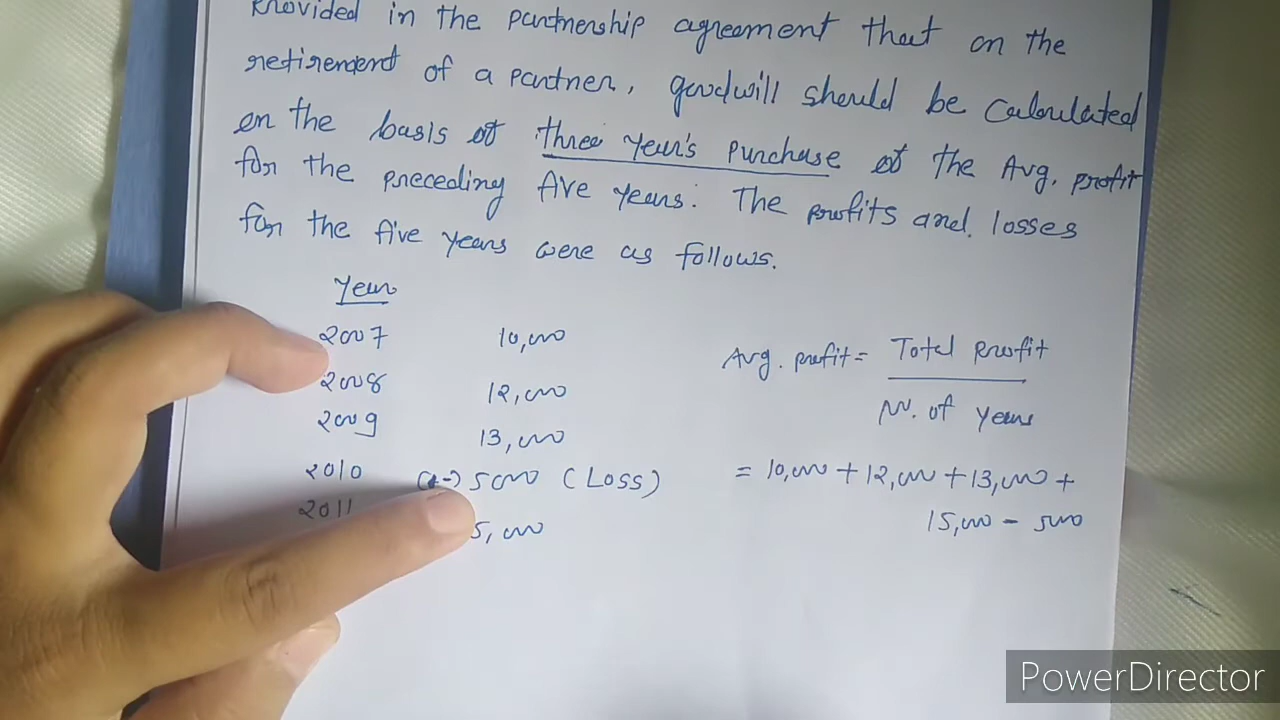 Provided in the partnership agreement that on the
retirement of a partner, goodwill should be Calculated
on the basis of three Year's Purchase of the Avg. profit
for the preceding five years. The profits and losses
for the five years were as follows.
Year
2007 10,000
2008 12,000
2009 13,000
2010 (-) 5000 (Loss)
2011 5,000
Avg. profit = Total Profit
No. of years
= 10,000 + 12,000 + 13,000 +
15,000 - 5000
PowerDirector